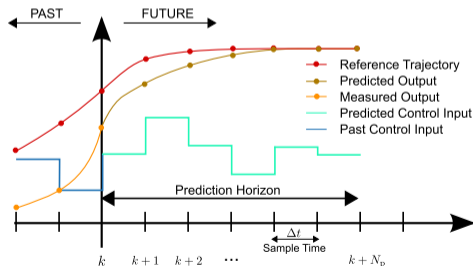 PAST
FUTURE
Reference Trajectory
Predicted Output
Measured Output
Predicted Control Input
Past Control Input
Prediction Horizon
Δt
Sample Time
k
k + 1
k + 2
...
k + Nₚ